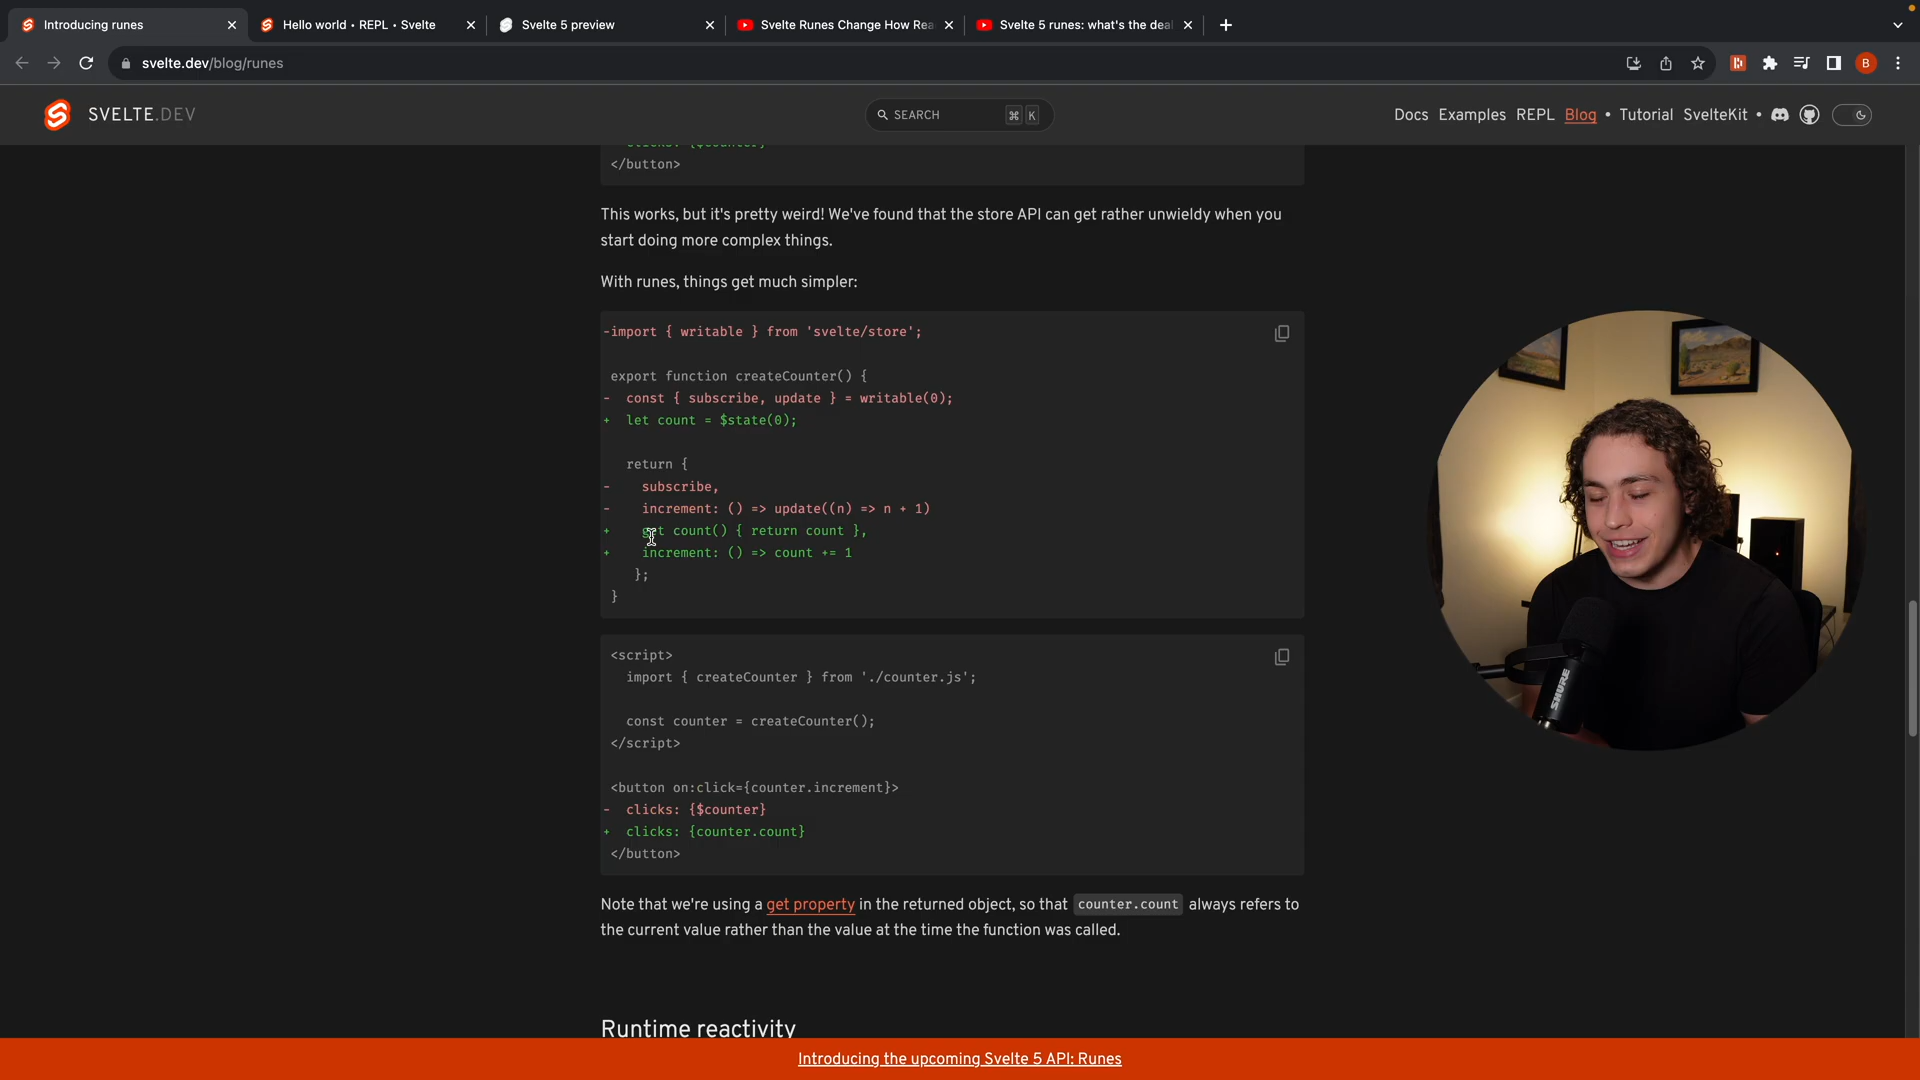 Introducing runes
Hello world • REPL • Svelte
Svelte 5 preview
Svelte Runes Change How Rea
Svelte 5 runes: what's the dea
svelte.dev/blog/runes
B
SVELTE.DEV
SEARCH ⌘ K
Docs Examples REPL Blog • Tutorial SvelteKit •
clicks: {$counter}
</button>
This works, but it's pretty weird! We've found that the store API can get rather unwieldy when you
start doing more complex things.
With runes, things get much simpler:
-import { writable } from 'svelte/store';
export function createCounter() {
-  const { subscribe, update } = writable(0);
+  let count = $state(0);
return {
-    subscribe,
-    increment: () => update((n) => n + 1)
+    get count() { return count },
+    increment: () => count += 1
};
}
<script>
import { createCounter } from './counter.js';
const counter = createCounter();
</script>
<button on:click={counter.increment}>
-  clicks: {$counter}
+  clicks: {counter.count}
</button>
Note that we're using a get property in the returned object, so that counter.count always refers to
the current value rather than the value at the time the function was called.
Runtime reactivity
Introducing the upcoming Svelte 5 API: Runes
SHURE